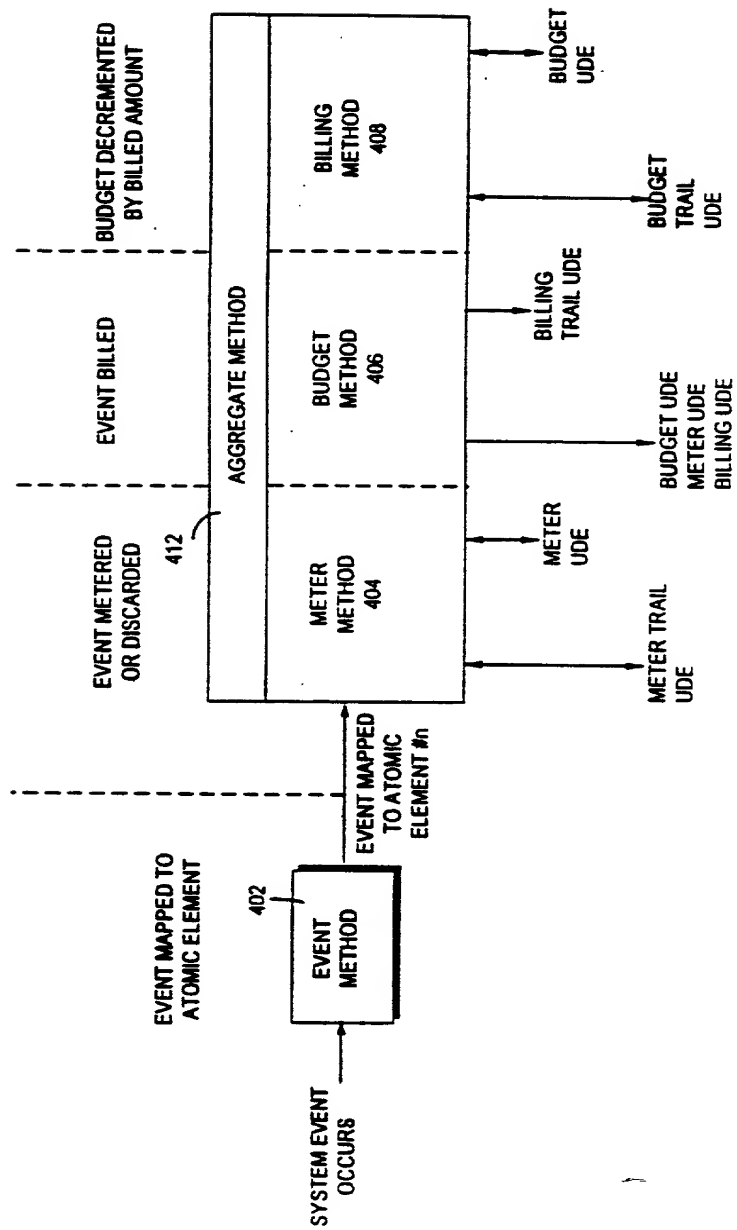 EVENT MAPPED TO
ATOMIC ELEMENT
EVENT METERED
OR DISCARDED
EVENT BILLED
BUDGET DECREMENTED
BY BILLED AMOUNT
SYSTEM EVENT
OCCURS
402
EVENT
METHOD
EVENT MAPPED
TO ATOMIC
ELEMENT #n
412
AGGREGATE METHOD
METER
METHOD
404
BUDGET
METHOD
406
BILLING
METHOD
408
METER TRAIL
UDE
METER
UDE
BUDGET UDE
METER UDE
BILLING UDE
BILLING
TRAIL UDE
BUDGET
TRAIL
UDE
BUDGET
UDE